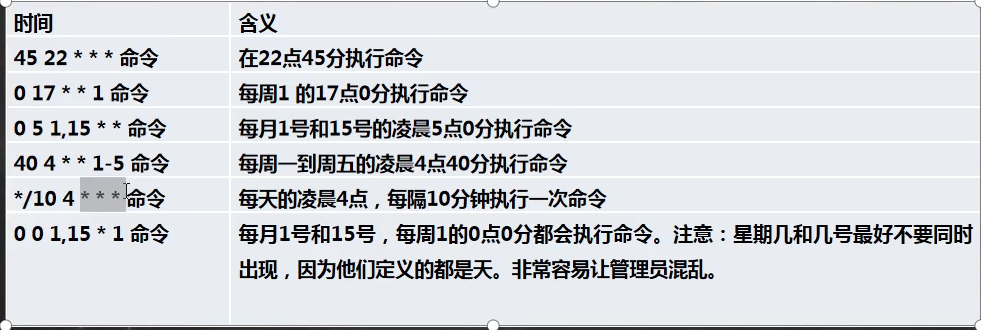 时间 含义
45 22 * * * 命令 在22点45分执行命令
0 17 * * 1 命令 每周1 的17点0分执行命令
0 5 1,15 * * 命令 每月1号和15号的凌晨5点0分执行命令
40 4 * * 1-5 命令 每周一到周五的凌晨4点40分执行命令
*/10 4 * * * 命令 每天的凌晨4点，每隔10分钟执行一次命令
0 0 1,15 * 1 命令 每月1号和15号，每周1的0点0分都会执行命令。注意：星期几和几号最好不要同时
出现，因为他们定义的都是天。非常容易让管理员混乱。